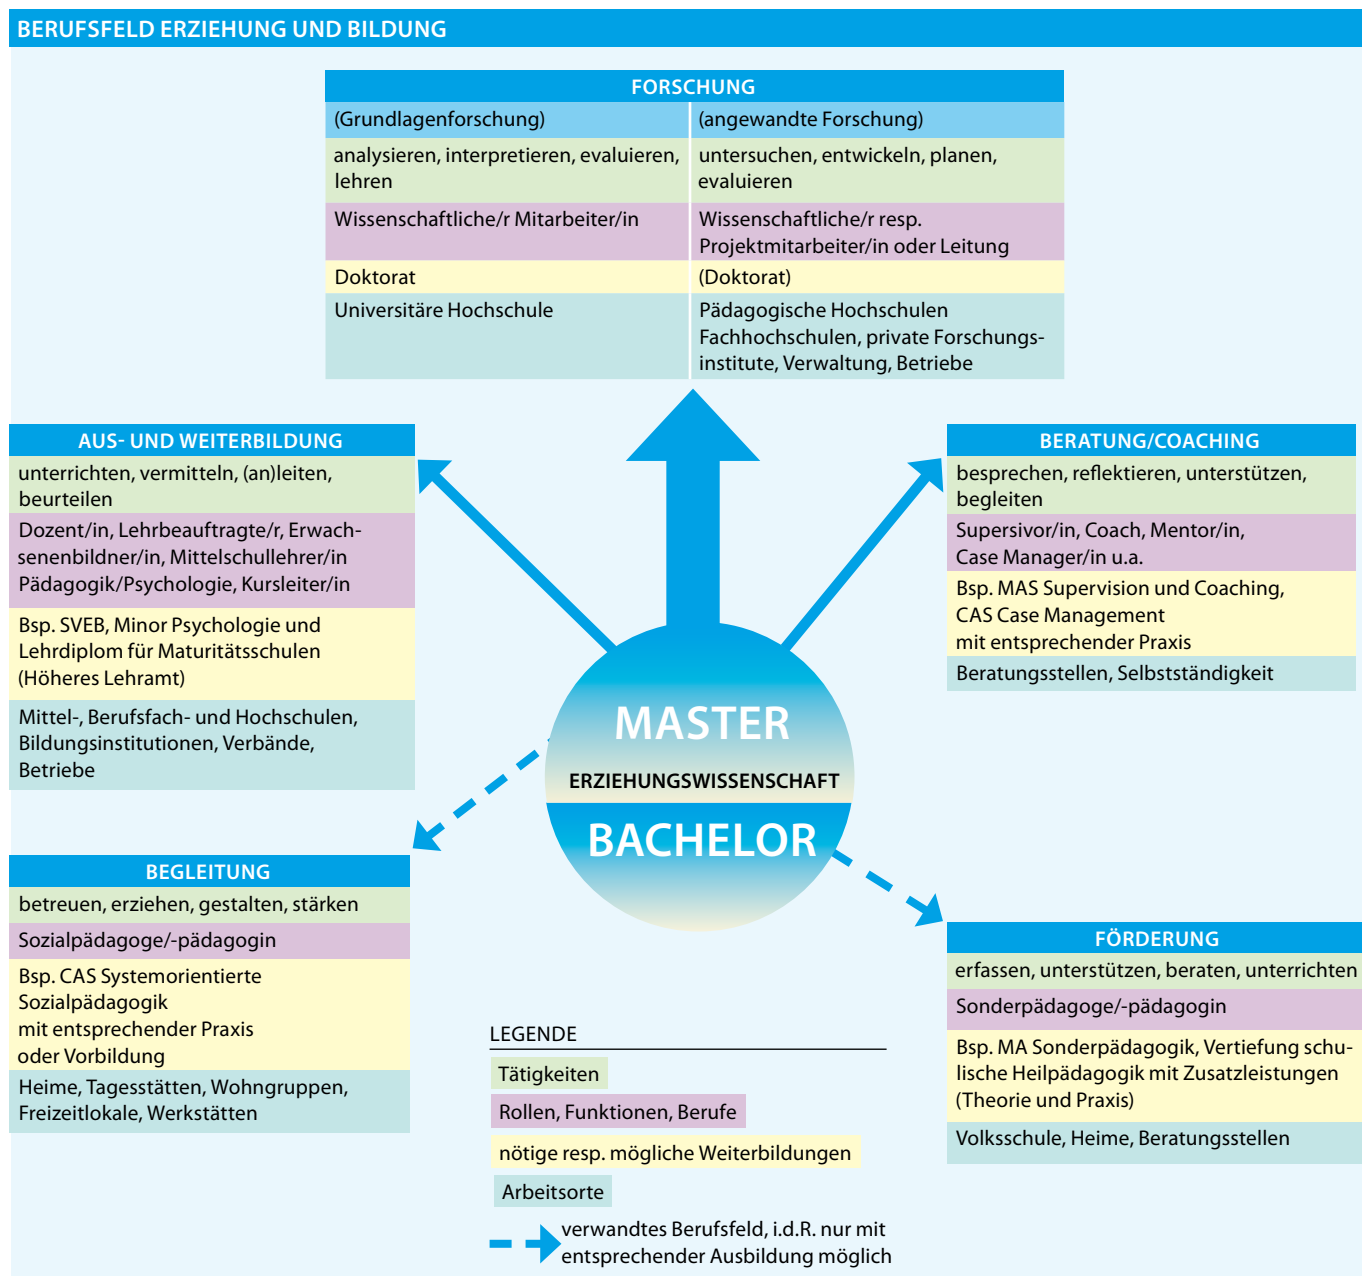 BERUFSFELD ERZIEHUNG UND BILDUNG
FORSCHUNG
(Grundlagenforschung)
analysieren, interpretieren, evaluieren,
lehren
Wissenschaftliche/r Mitarbeiter/in
Doktorat
Universitäre Hochschule
(angewandte Forschung)
untersuchen, entwickeln, planen,
evaluieren
Wissenschaftliche/r resp.
Projektmitarbeiter/in oder Leitung
(Doktorat)
Pädagogische Hochschulen
Fachhochschulen, private Forschungs-
institute, Verwaltung, Betriebe
AUS- UND WEITERBILDUNG
unterrichten, vermitteln, (an)leiten,
beurteilen
Dozent/in, Lehrbeauftragte/r, Erwach-
senenbildner/in, Mittelschullehrer/in
Pädagogik/Psychologie, Kursleiter/in
Bsp. SVEB, Minor Psychologie und
Lehrdiplom für Maturitätsschulen
(Höheres Lehramt)
Mittel-, Berufsfach- und Hochschulen,
Bildungsinstitutionen, Verbände,
Betriebe
BERATUNG/COACHING
besprechen, reflektieren, unterstützen,
begleiten
Supersivor/in, Coach, Mentor/in,
Case Manager/in u.a.
Bsp. MAS Supervision und Coaching,
CAS Case Management
mit entsprechender Praxis
Beratungsstellen, Selbstständigkeit
MASTER
ERZIEHUNGSWISSENSCHAFT
BACHELOR
BEGLEITUNG
betreuen, erziehen, gestalten, stärken
Sozialpädagoge/-pädagogin
Bsp. CAS Systemorientierte
Sozialpädagogik
mit entsprechender Praxis
oder Vorbildung
Heime, Tagesstätten, Wohngruppen,
Freizeitlokale, Werkstätten
FÖRDERUNG
erfassen, unterstützen, beraten, unterrichten
Sonderpädagoge/-pädagogin
Bsp. MA Sonderpädagogik, Vertiefung schu-
lische Heilpädagogik mit Zusatzleistungen
(Theorie und Praxis)
Volksschule, Heime, Beratungsstellen
LEGENDE
Tätigkeiten
Rollen, Funktionen, Berufe
nötige resp. mögliche Weiterbildungen
Arbeitsorte
verwandtes Berufsfeld, i.d.R. nur mit
entsprechender Ausbildung möglich